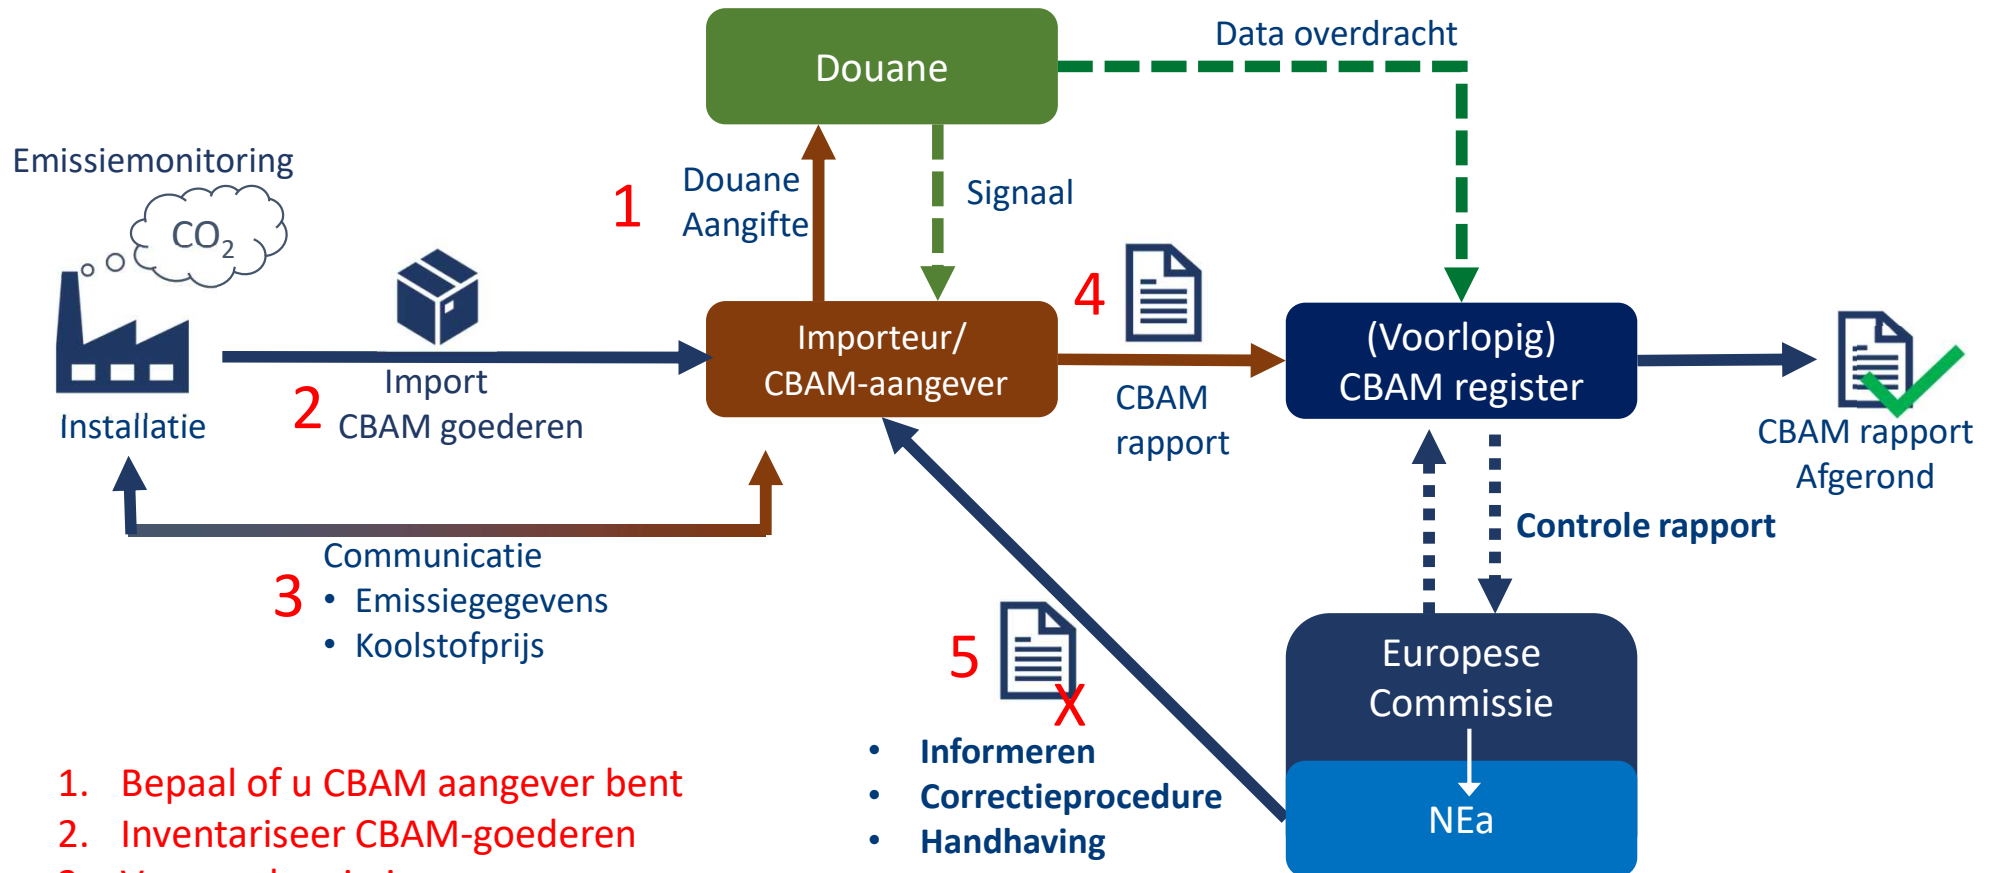 Douane
Data overdracht
Emissiemonitoring
CO2
1
Douane
Aangifte
Signaal
4
Importeur/
CBAM-aangever
(Voorlopig)
CBAM register
Import
2
CBAM goederen
Installatie
CBAM
rapport
CBAM rapport
Afgerond
Controle rapport
3
Communicatie
• Emissiegegevens
• Koolstofprijs
5
X
Europese
Commissie
NEa
• Informeren
• Correctieprocedure
• Handhaving
1. Bepaal of u CBAM aangever bent
2. Inventariseer CBAM-goederen